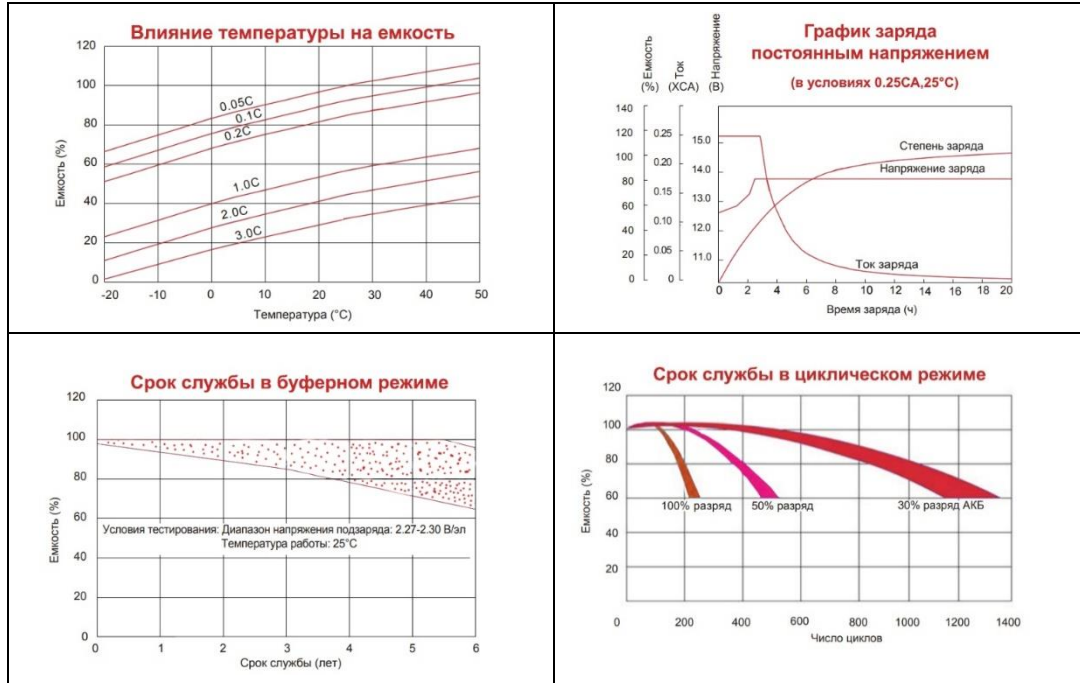 Влияние температуры на емкость
120
100
80
60
40
20
0
Емкость (%)
0.05C
0.1C
0.2C
1.0C
2.0C
3.0C
-20 -10 0 10 20 30 40 50
Температура (°C)
График заряда
постоянным напряжением
(в условиях 0.25CA,25°C)
(%) Емкость
Ток
(XCA)
(В) Напряжение
140
120
100
80
60
40
20
0
0.25
0.20
0.15
0.10
0.05
0
15.0
14.0
13.0
12.0
11.0
Степень заряда
Напряжение заряда
Ток заряда
0 2 4 6 8 10 12 14 16 18 20
Время заряда (ч)
Срок службы в буферном режиме
120
100
80
60
40
20
0
Емкость (%)
Условия тестирования: Диапазон напряжения подзаряда: 2.27-2.30 В/эл
Температура работы: 25°C
0 1 2 3 4 5 6
Срок службы (лет)
Срок службы в циклическом режиме
120
100
80
60
40
20
Емкость (%)
100% разряд
50% разряд
30% разряд АКБ
0 200 400 600 800 1000 1200 1400
Число циклов